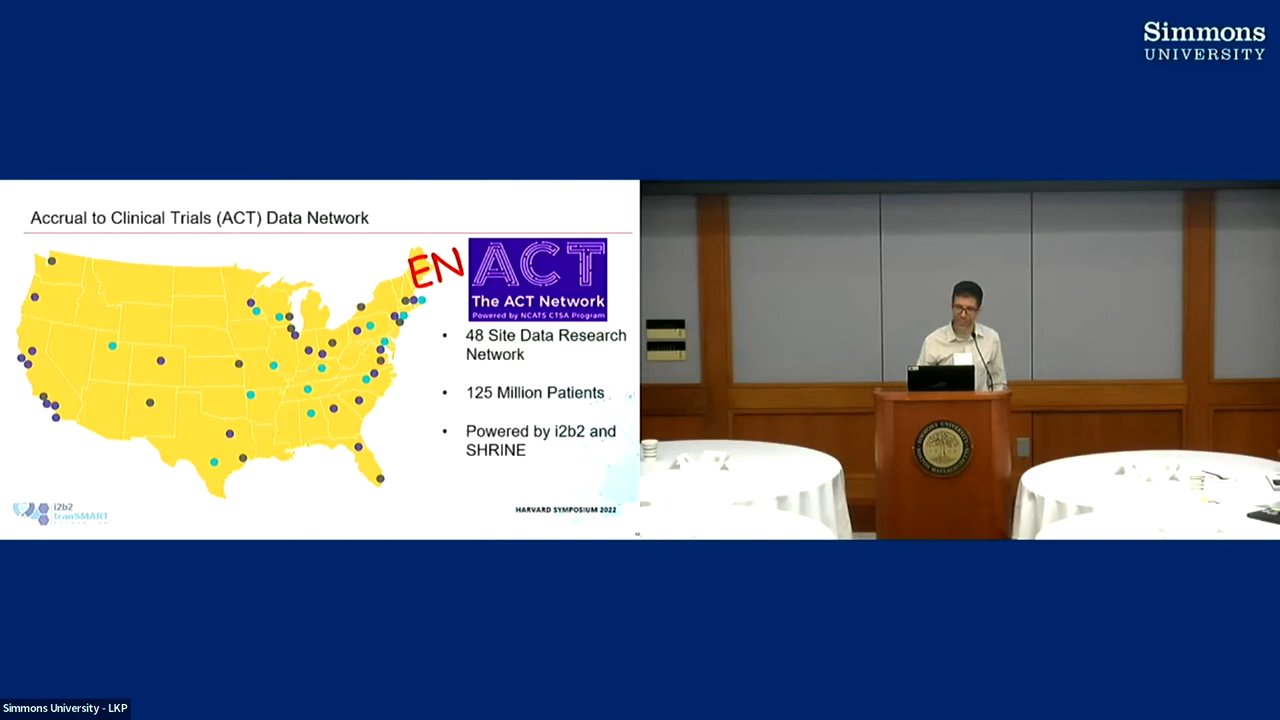 Simmons
UNIVERSITY
Accrual to Clinical Trials (ACT) Data Network
EN
ACT
The ACT Network
Powered by NCATS CTSA Program
• 48 Site Data Research
Network
• 125 Million Patients
• Powered by i2b2 and
SHRINE
i2b2
tranSMART
HARVARD SYMPOSIUM 2022
Simmons University - LKP